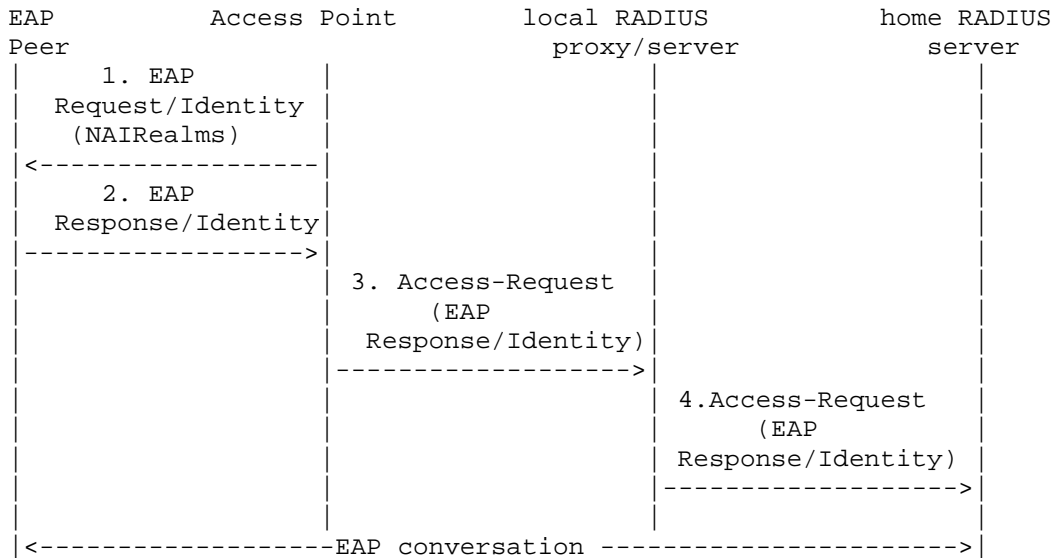 EAP Access Point local RADIUS home RADIUS
Peer proxy/server server
1. EAP
Request/Identity
(NAIRealms)
2. EAP
Response/Identity
3. Access-Request
(EAP
Response/Identity)
4.Access-Request
(EAP
Response/Identity)
EAP conversation